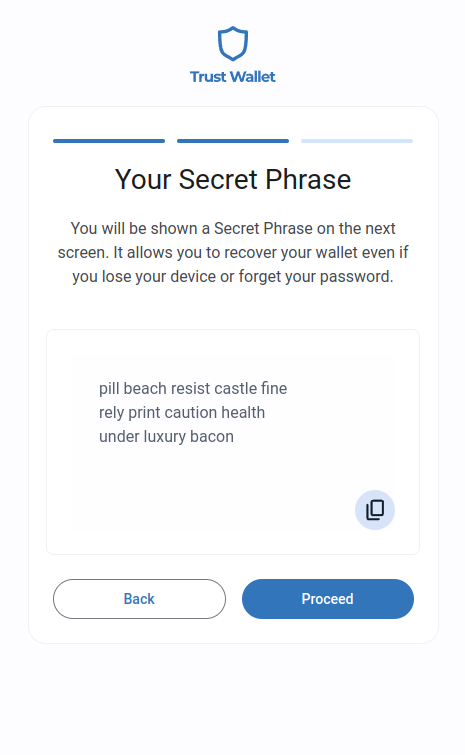 Trust Wallet
Your Secret Phrase
You will be shown a Secret Phrase on the next
screen. It allows you to recover your wallet even if
you lose your device or forget your password.
pill beach resist castle fine
rely print caution health
under luxury bacon
Back
Proceed